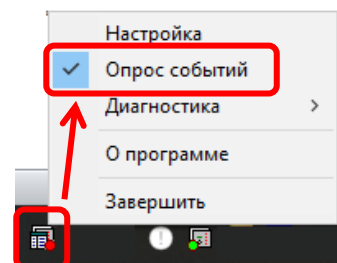 Настройка
Опрос событий
Диагностика
О программе
Завершить